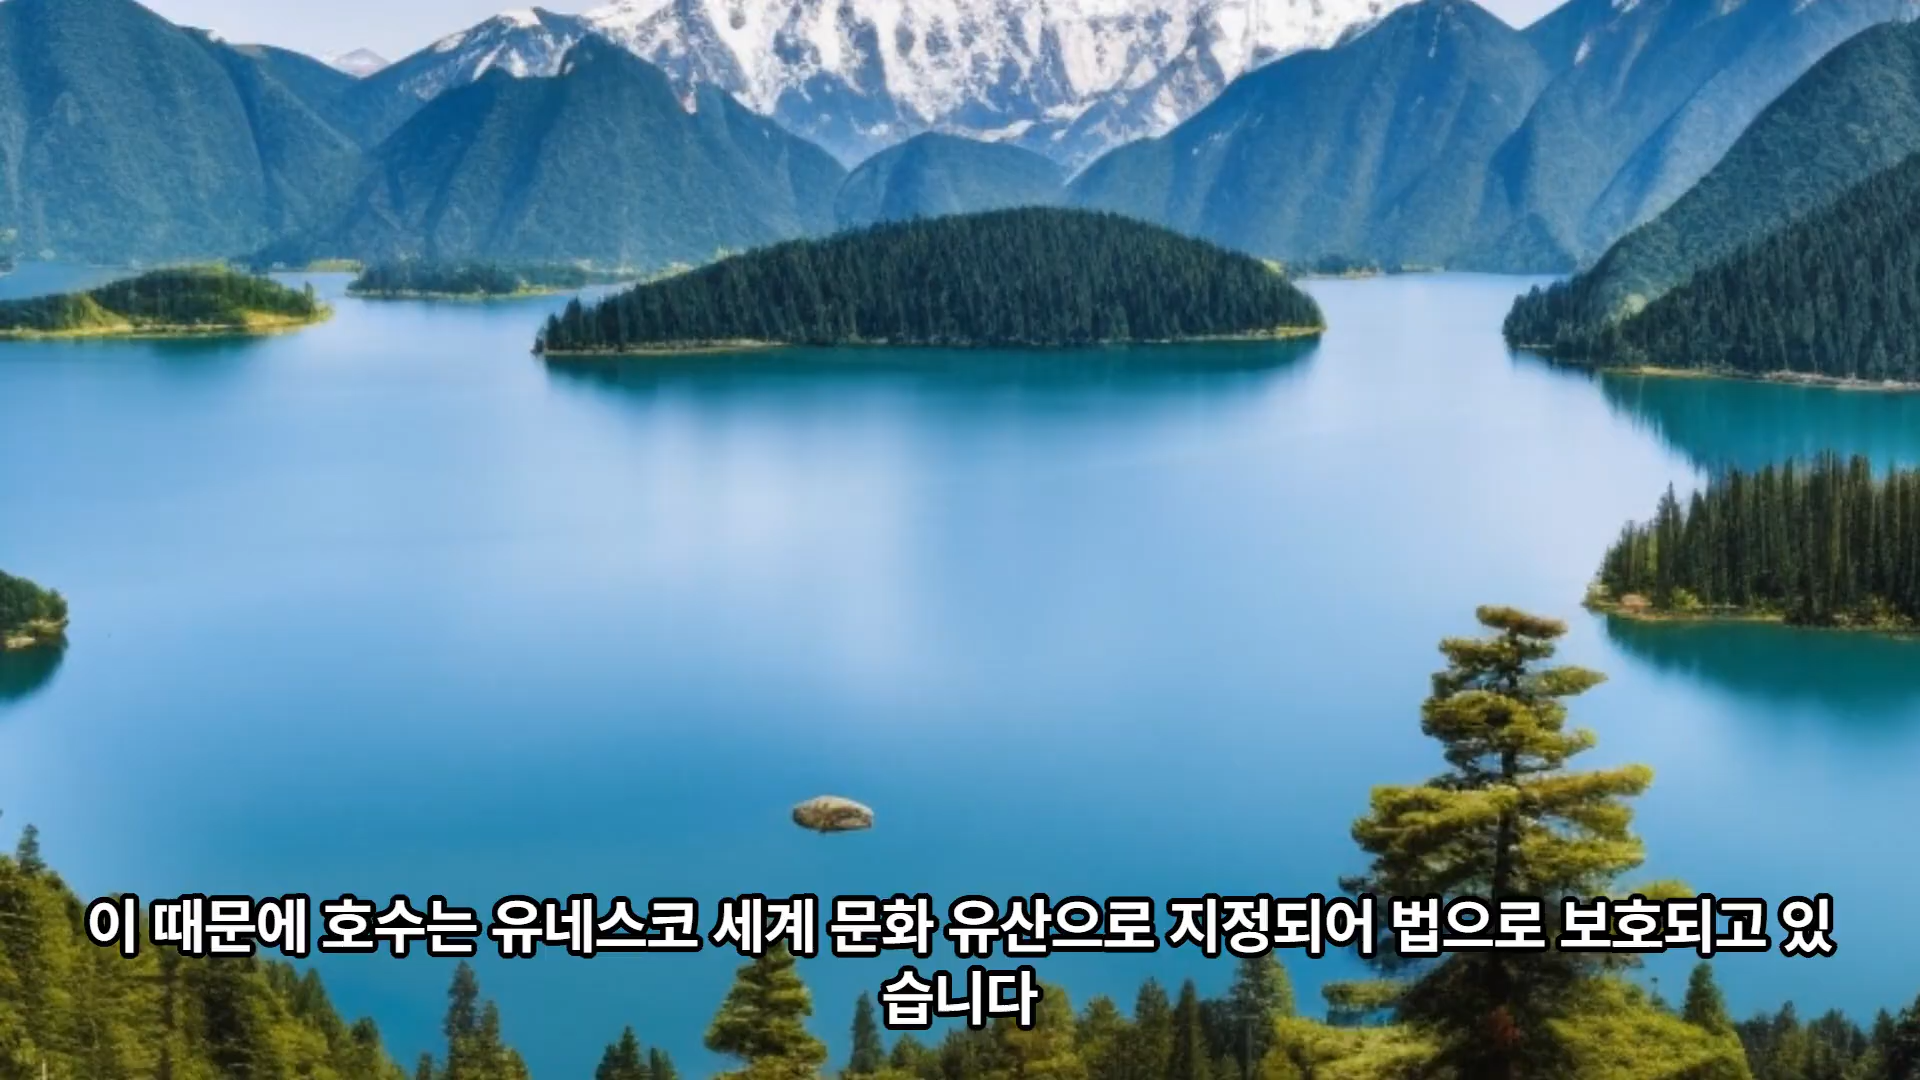 이 때문에 호수는 유네스코 세계 문화 유산으로 지정되어 법으로 보호되고 있
습니다